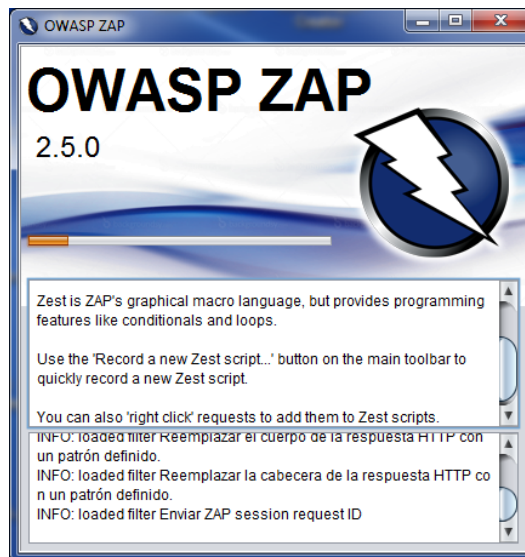 OWASP ZAP
OWASP ZAP
2.5.0
Zest is ZAP's graphical macro language, but provides programming
features like conditionals and loops.
Use the 'Record a new Zest script...' button on the main toolbar to
quickly record a new Zest script.
You can also 'right click' requests to add them to Zest scripts.
INFO: loaded filter Reemplazar el cuerpo de la respuesta HTTP con
un patrón definido.
INFO: loaded filter Reemplazar la cabecera de la respuesta HTTP co
n un patrón definido.
INFO: loaded filter Enviar ZAP session request ID